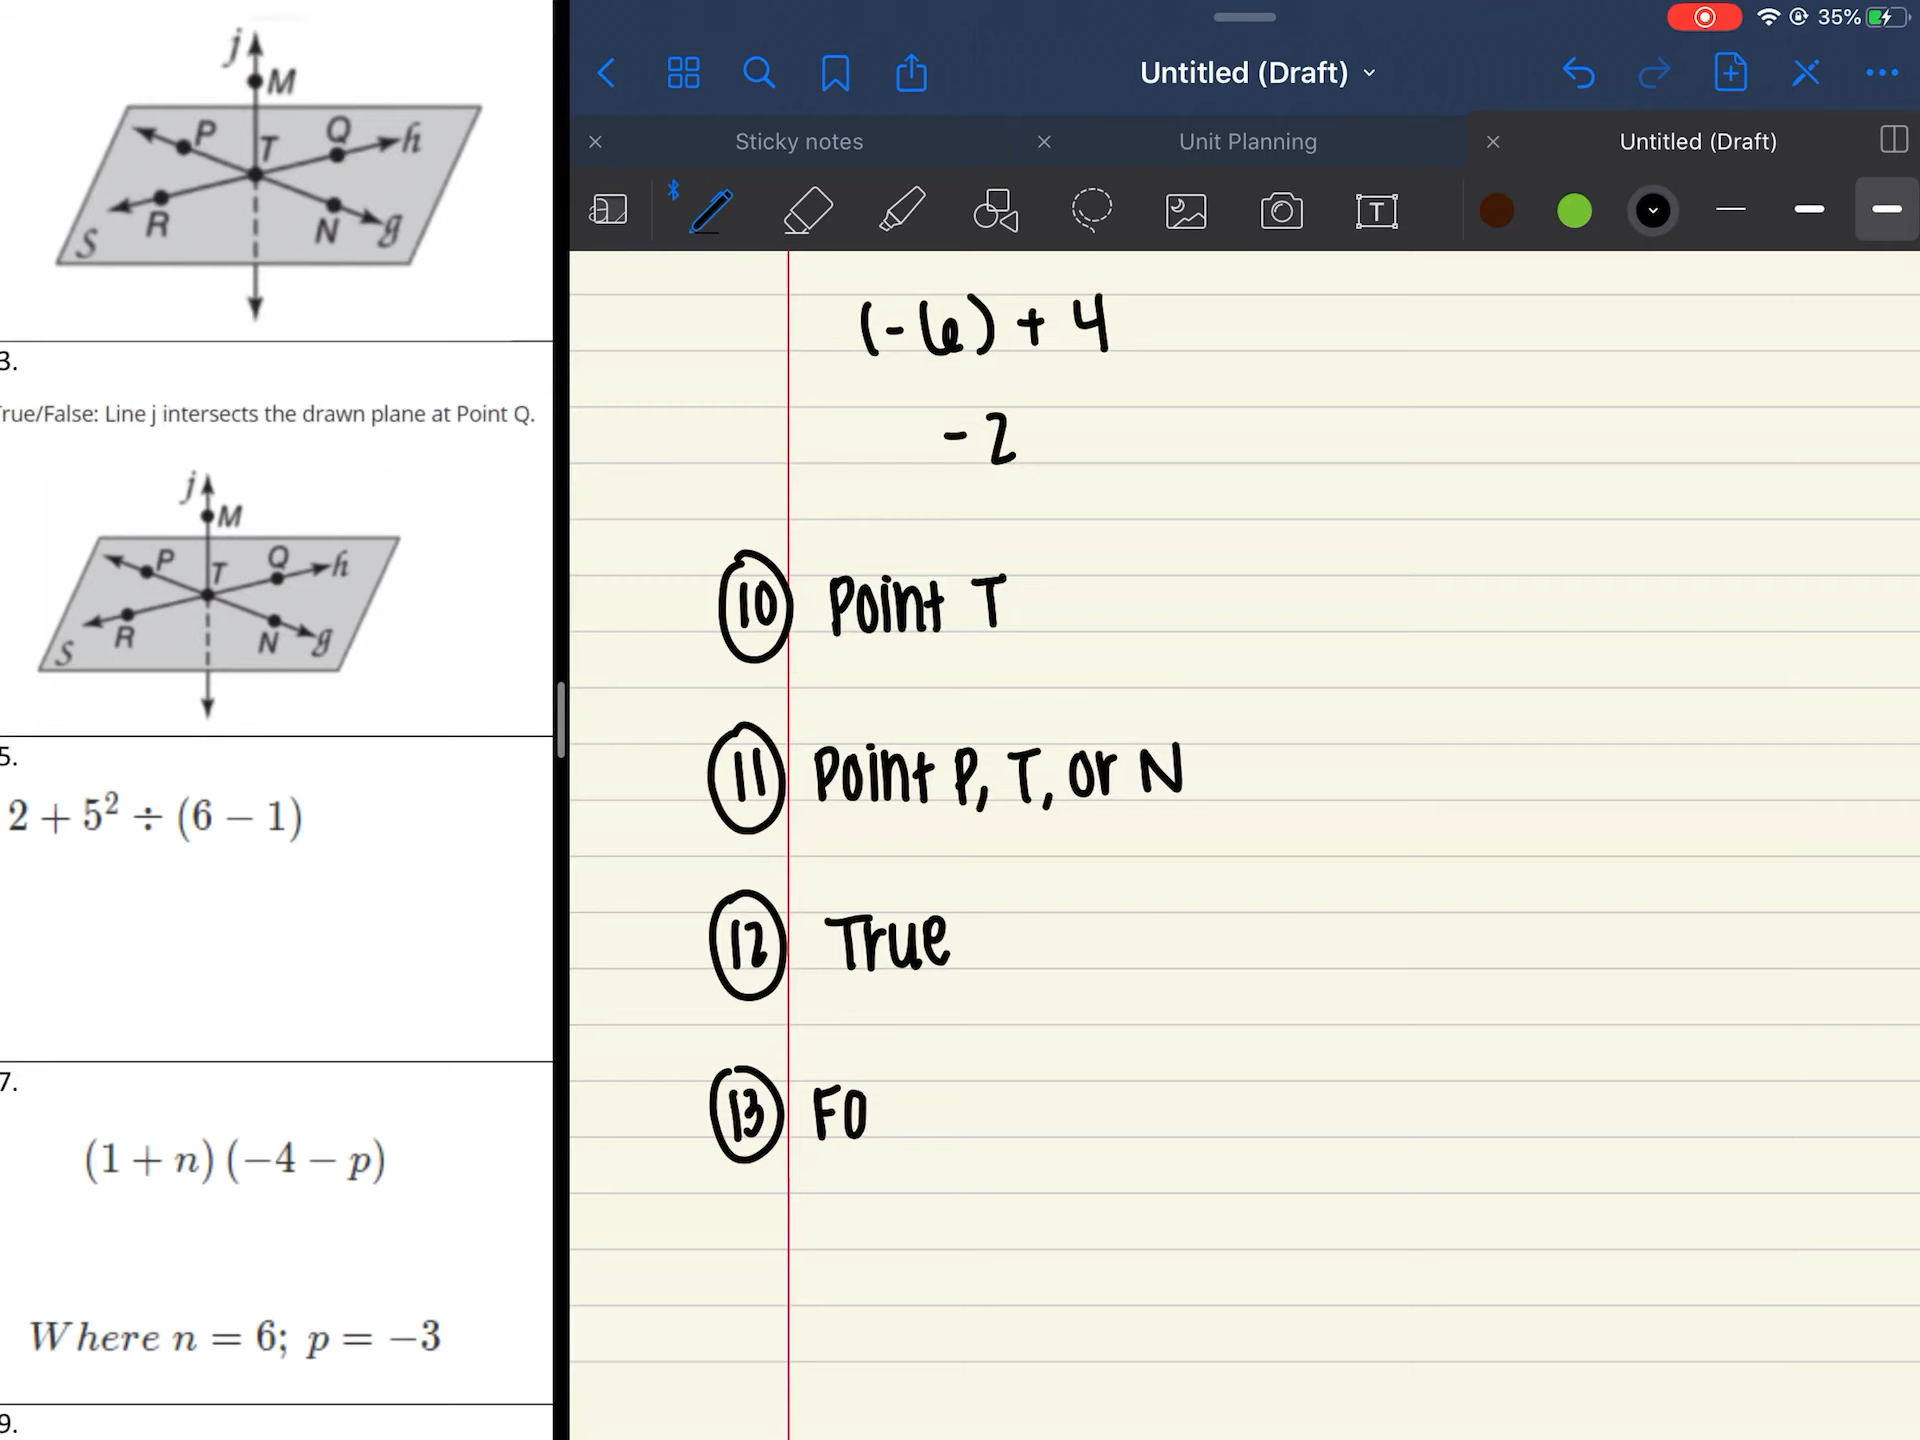 j
M
P
T
Q
h
S
R
N
g
3.
True/False: Line j intersects the drawn plane at Point Q.
j
M
P
T
Q
h
S
R
N
g
5.
2 + 5² ÷ (6 − 1)
7.
(1 + n) (−4 − p)
Where n = 6; p = −3
9.
35%
Untitled (Draft)
Sticky notes
Unit Planning
Untitled (Draft)
a
T
(-6) + 4
-2
10 Point T
11 Point P, T, or N
12 True
13 Fa